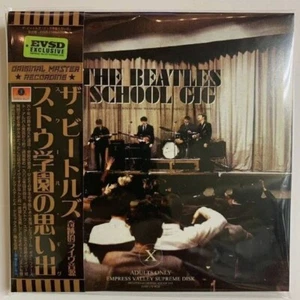 EVSD
EXCLUSIVE
ORIGINAL MASTER
RECORDING
ザ・ビートルズ
ストウ学園の思い出
THE BEATLES
SCHOOL GIG
X
ADULTS ONLY
EMPRESS VALLEY SUPREME DISK